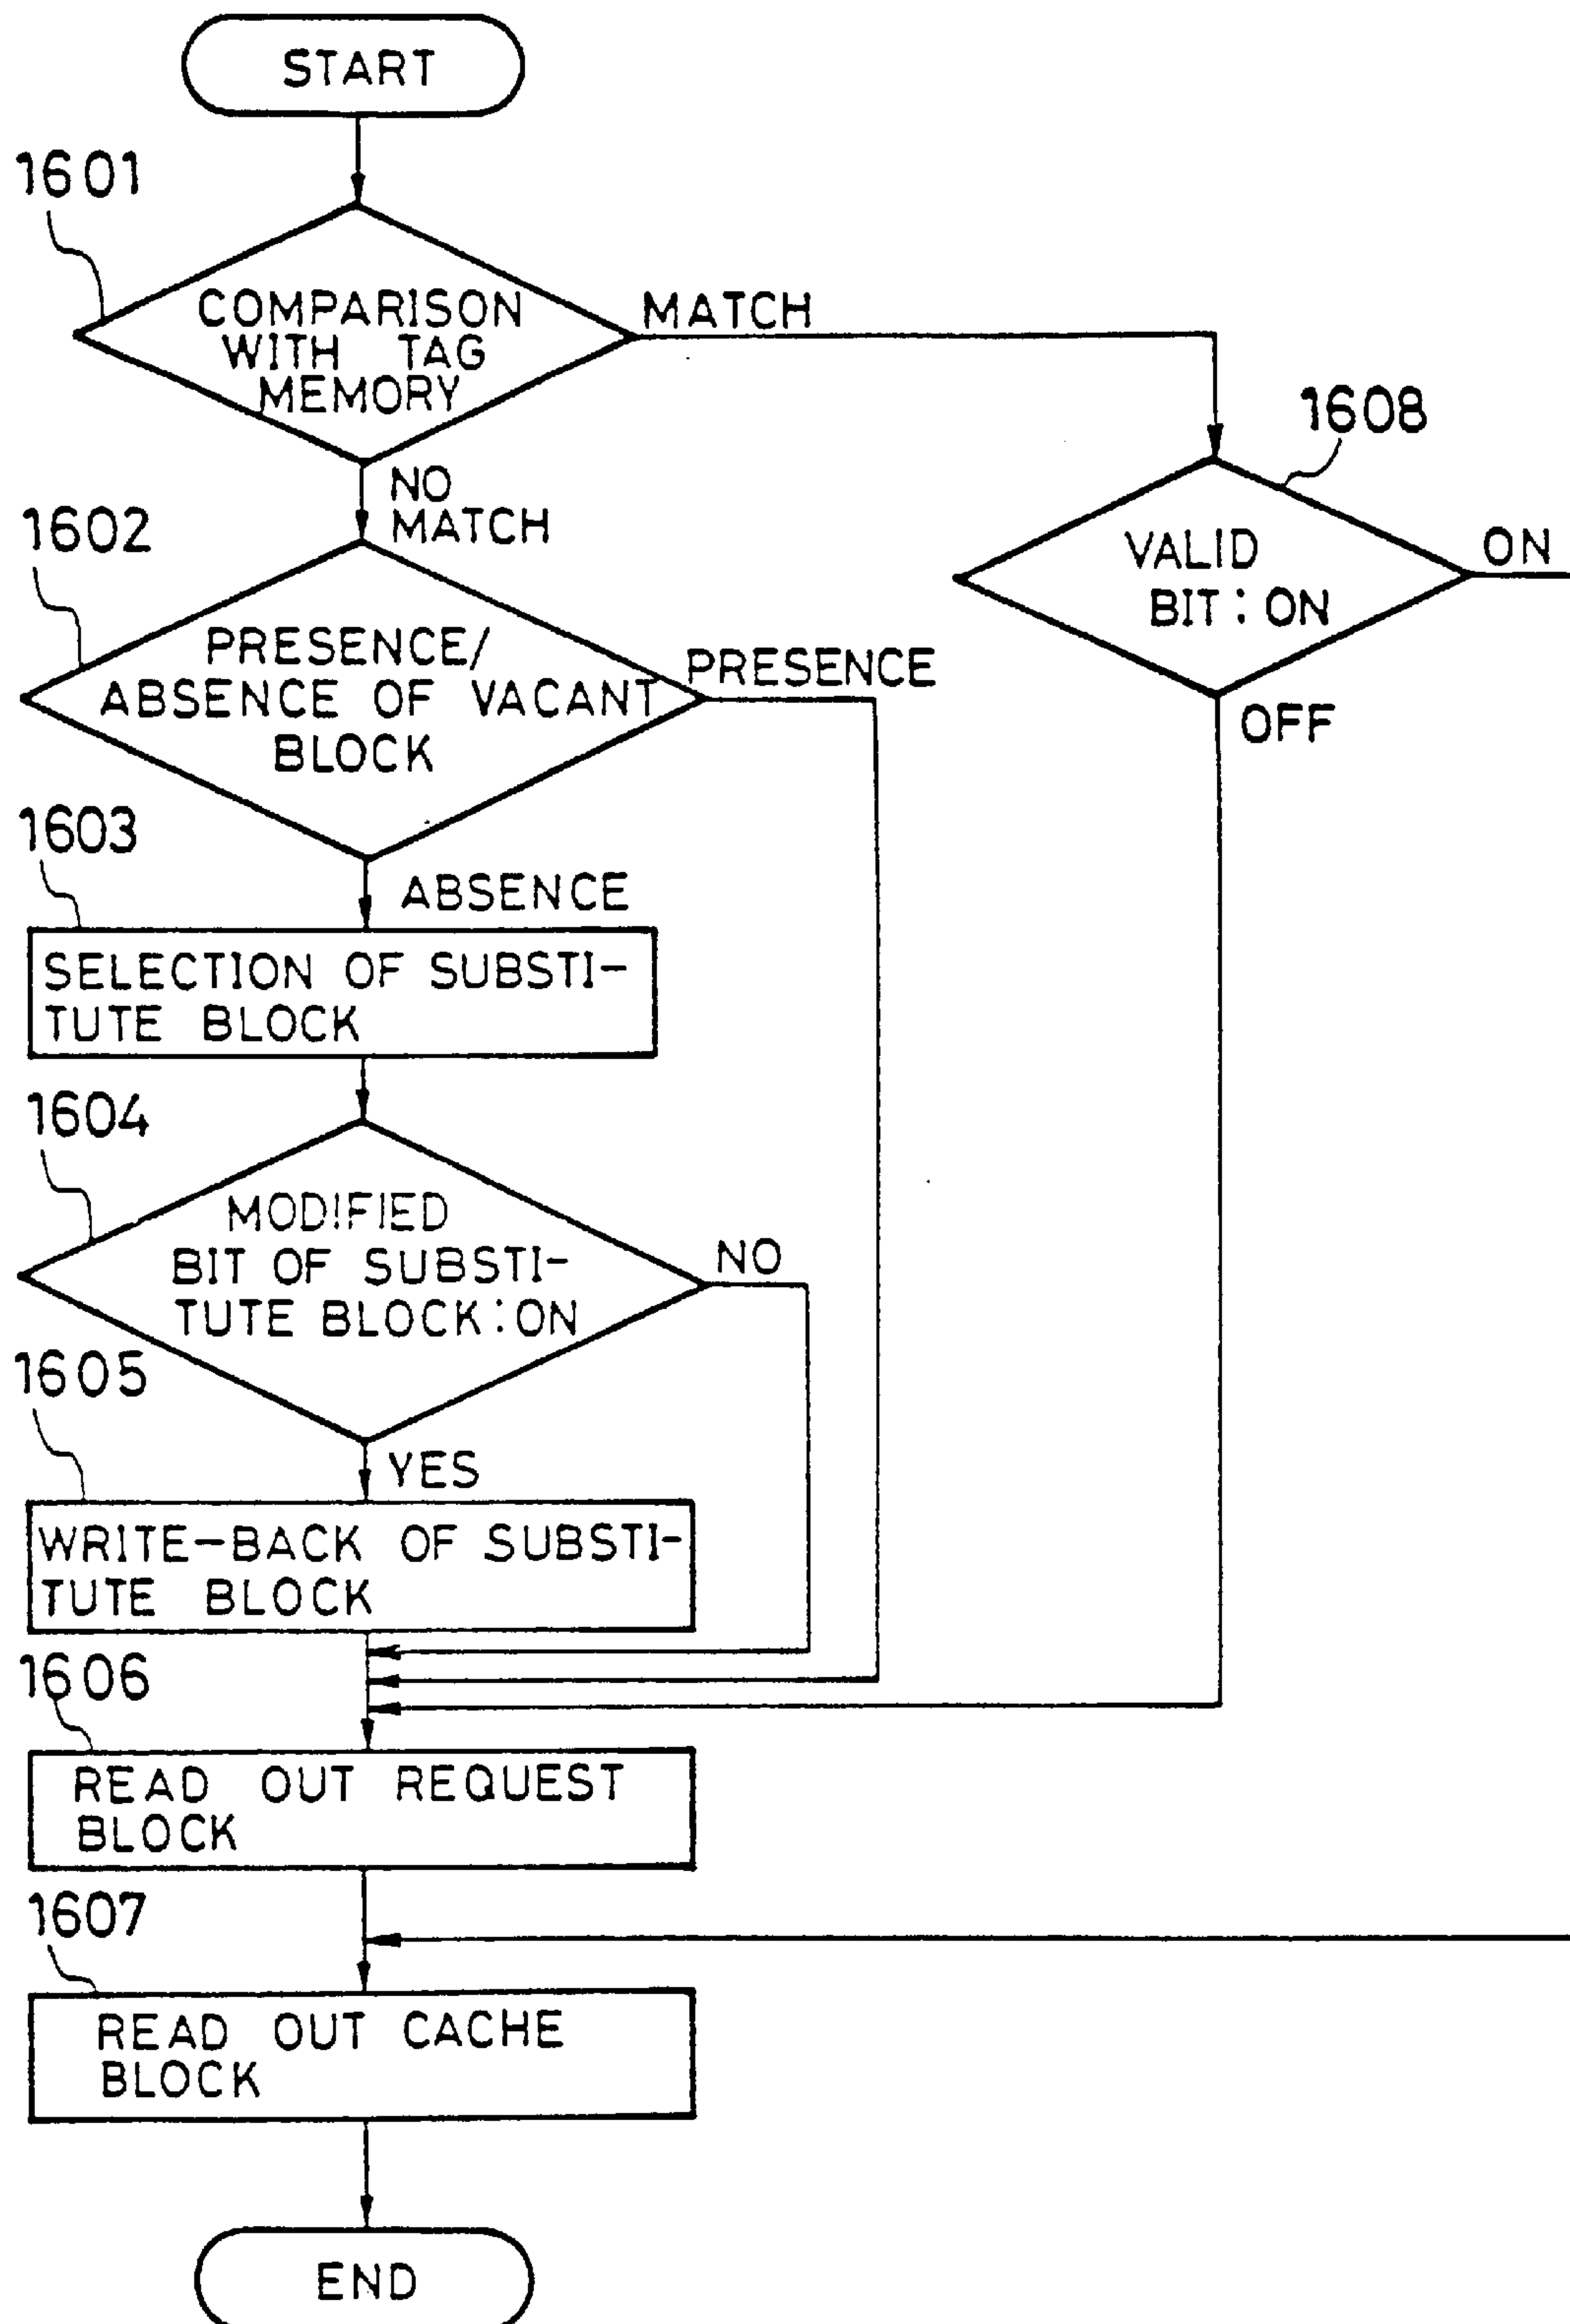 START
1601
COMPARISON
WITH TAG
MEMORY
MATCH
NO
MATCH
1608
VALID
BIT : ON
ON
OFF
1602
PRESENCE/
ABSENCE OF VACANT
BLOCK
PRESENCE
ABSENCE
1603
SELECTION OF SUBSTI-
TUTE BLOCK
1604
MODIFIED
BIT OF SUBSTI-
TUTE BLOCK : ON
NO
YES
1605
WRITE-BACK OF SUBSTI-
TUTE BLOCK
1606
READ OUT REQUEST
BLOCK
1607
READ OUT CACHE
BLOCK
END